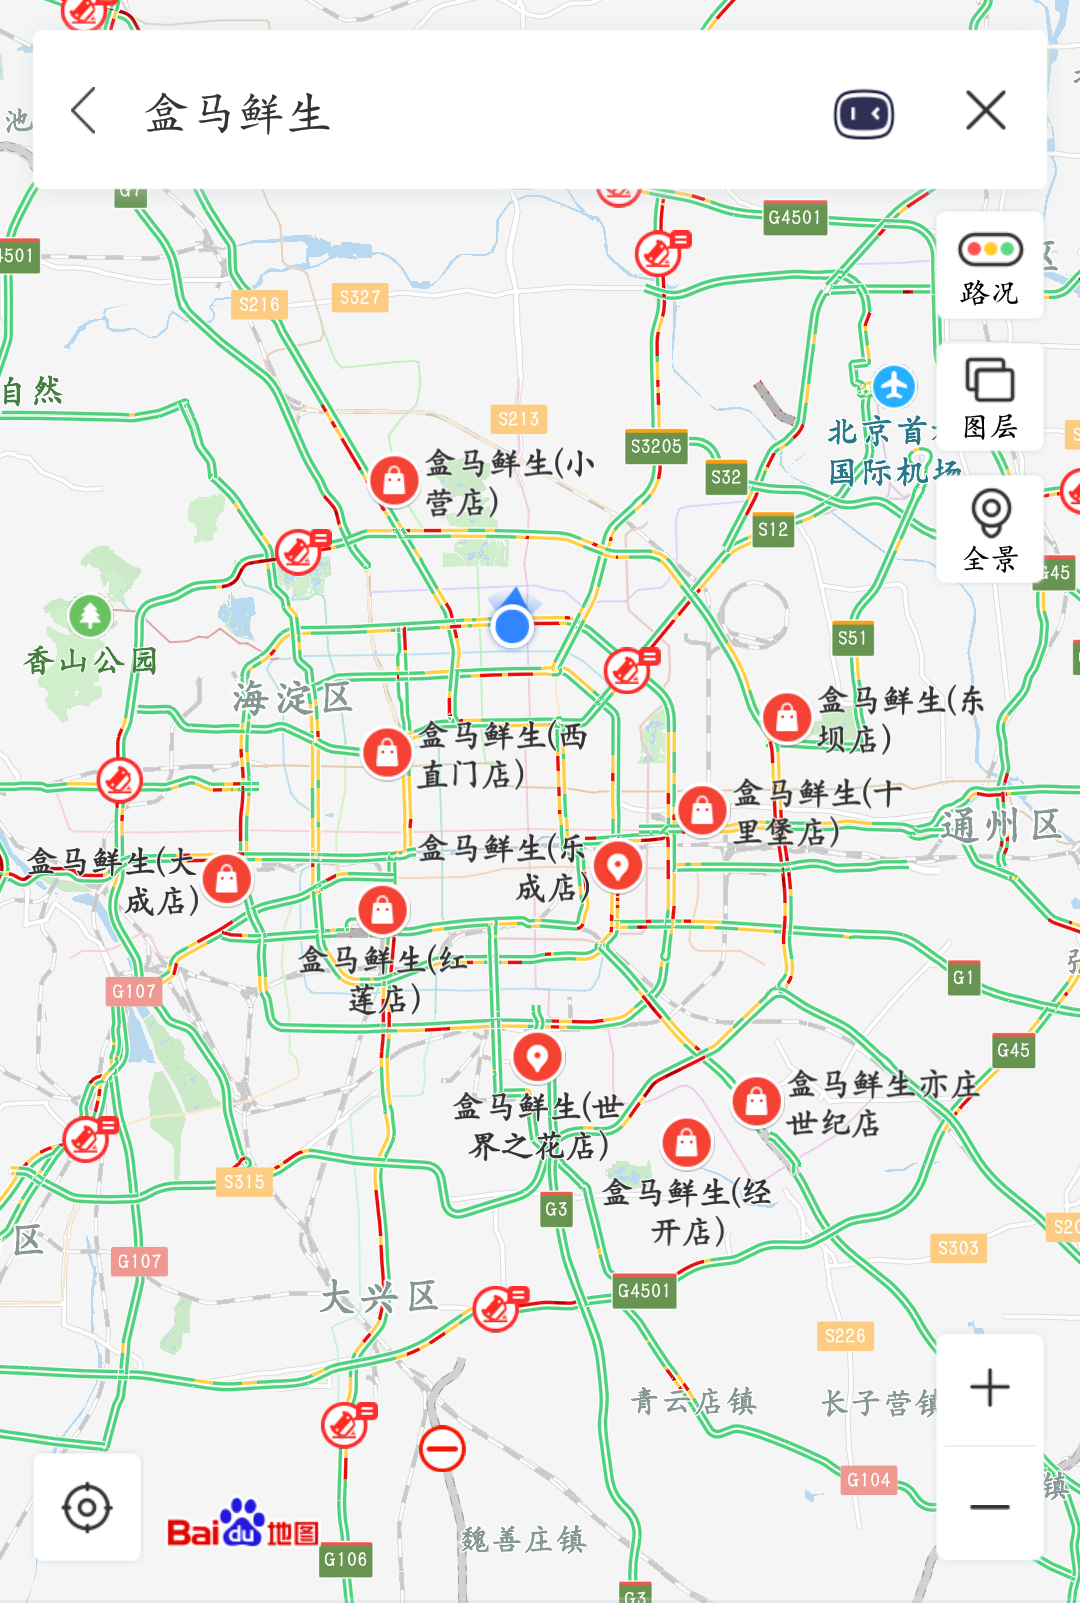 盒马鲜生
池
G7
G4501
4501
路况
S216
S327
自然
S213
图层
北京首
国际机场
盒马鲜生(小
营店)
S3205
S32
S12
全景
G45
香山公园
S51
海淀区
盒马鲜生(东
坝店)
盒马鲜生(西
直门店)
盒马鲜生(十
里堡店)
通州区
盒马鲜生(乐
成店)
盒马鲜生(大
成店)
盒马鲜生(红
莲店)
G107
G1
G45
盒马鲜生(世
界之花店)
盒马鲜生亦庄
世纪店
盒马鲜生(经
开店)
S315
G3
区
G107
S303
大兴区
G4501
S226
青云店镇
长子营镇
G104
镇
Baidu地图
魏善庄镇
G106
G3